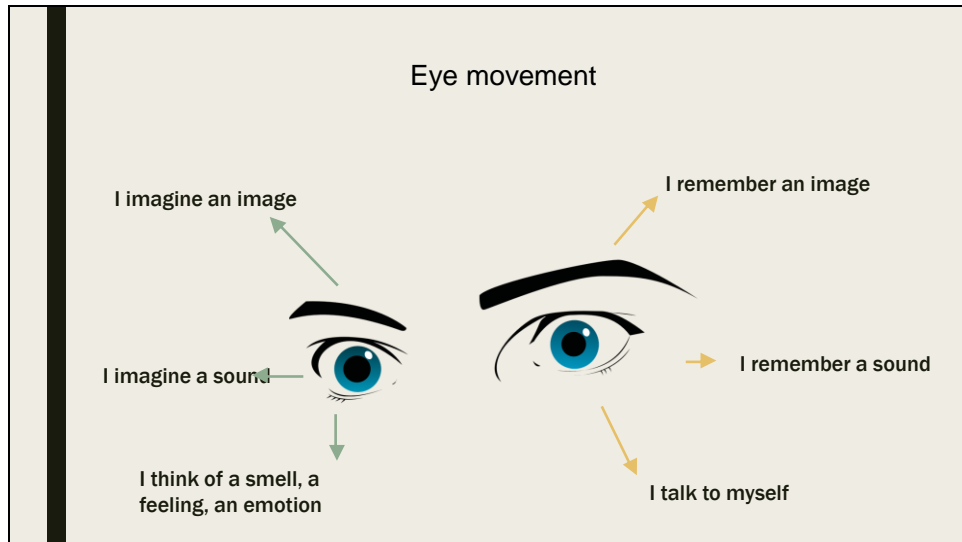 Eye movement
I imagine an image
I remember an image
I imagine a sound
I remember a sound
I think of a smell, a
feeling, an emotion
I talk to myself